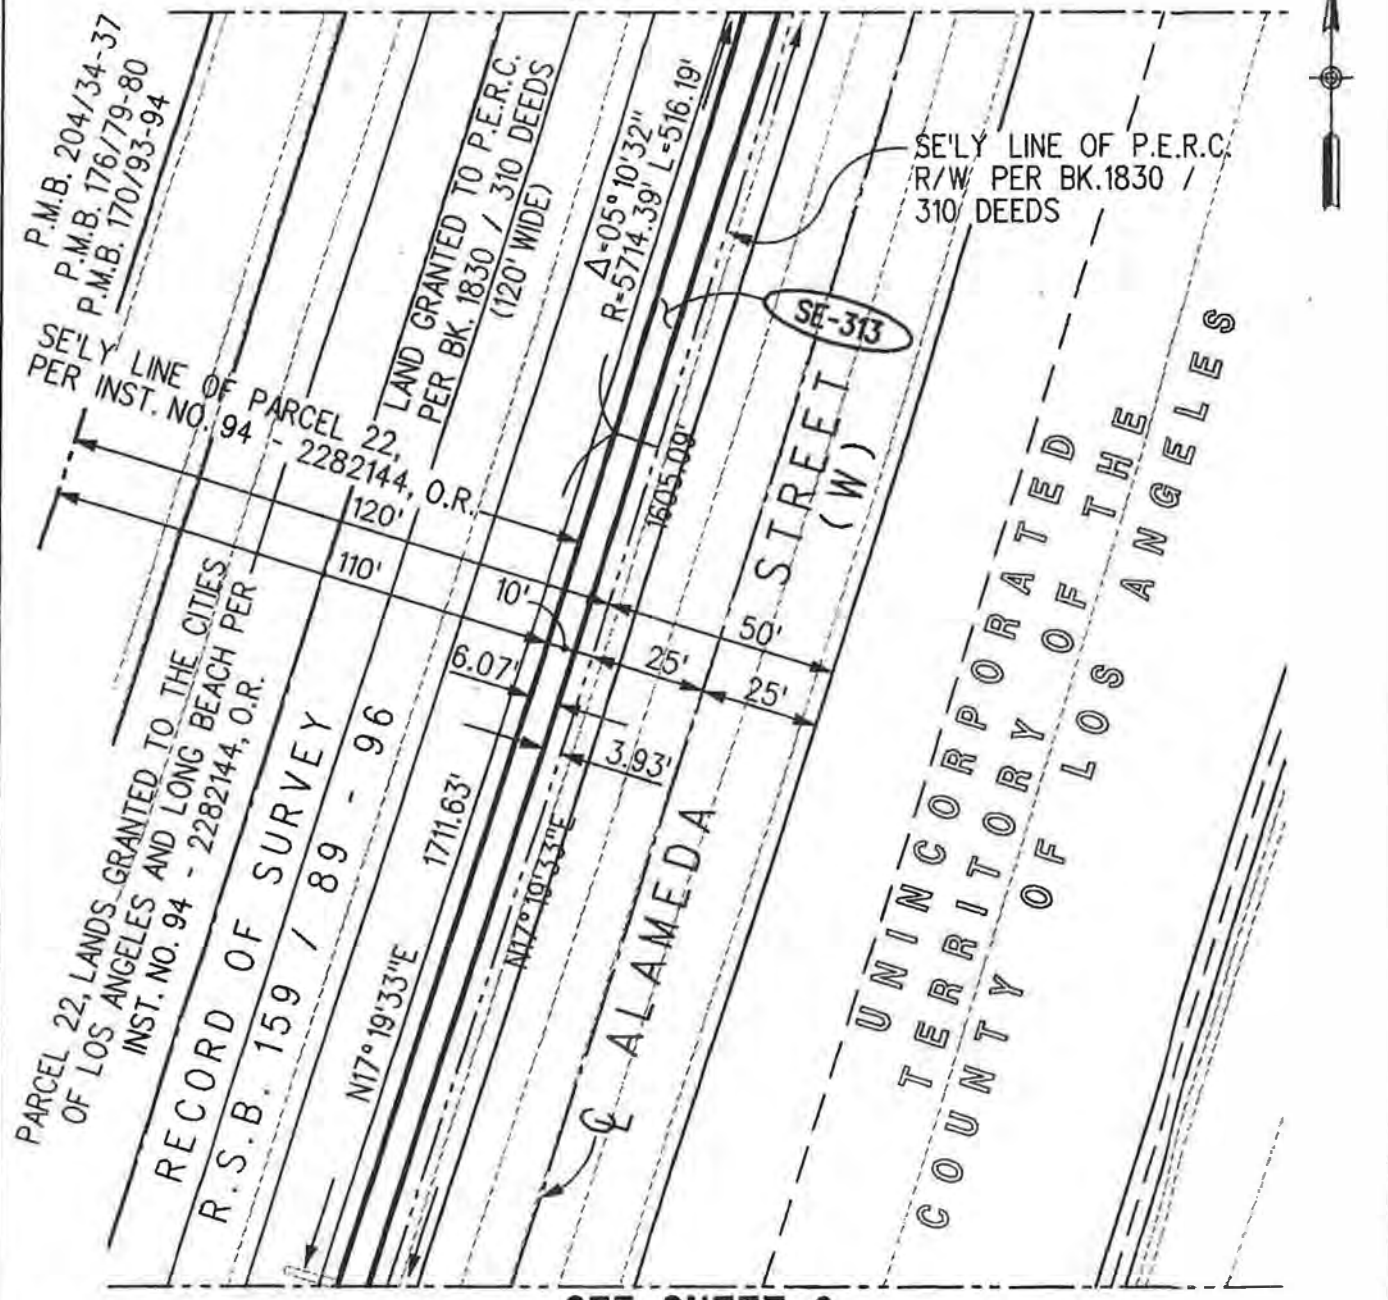 P.M.B. 204/34-37
P.M.B. 176/79-80
P.M.B. 170/93-94
LAND GRANTED TO P.E.R.C.
PER BK. 1830 / 310 DEEDS
(120' WIDE)
Δ=05°10'32"
R=5714.39' L=516.19'
SE'LY LINE OF P.E.R.C.
R/W PER BK.1830 /
310 DEEDS
SE-313
SE'LY LINE OF PARCEL 22,
PER INST. NO. 94 - 2282144, O.R.
120'
110'
10'
1605.09'
50'
25'
25'
6.07'
3.93'
1711.63'
N17°19'33"E
N17°19'33"E
ALAMEDA STREET
(W)
UNINCORPORATED
TERRITORY OF THE
COUNTY OF LOS ANGELES
PARCEL 22, LANDS GRANTED TO THE CITIES
OF LOS ANGELES AND LONG BEACH PER
INST. NO. 94 - 2282144, O.R.
RECORD OF SURVEY
R.S.B. 159 / 89 - 96
CL